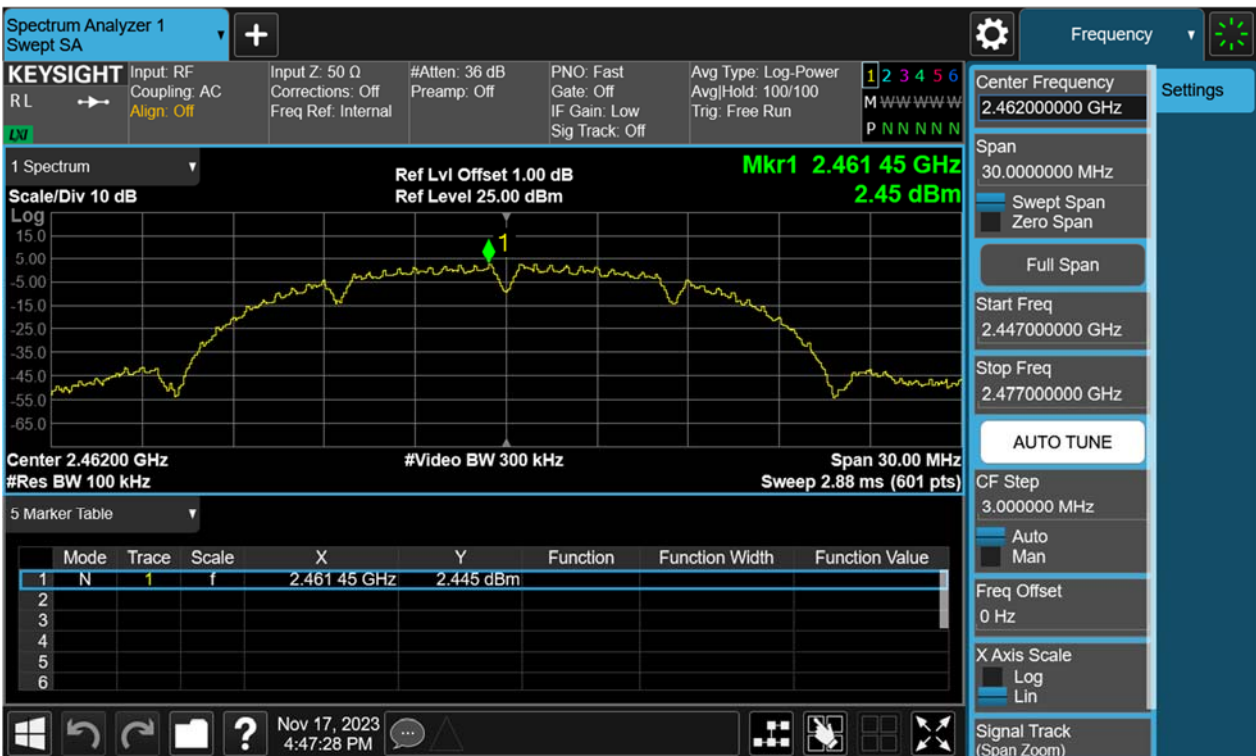 Spectrum Analyzer 1
Swept SA
Frequency
KEYSIGHT
RL
LXI
Input: RF
Coupling: AC
Align: Off
Input Z: 50 Ω
Corrections: Off
Freq Ref: Internal
#Atten: 36 dB
Preamp: Off
PNO: Fast
Gate: Off
IF Gain: Low
Sig Track: Off
Avg Type: Log-Power
Avg|Hold: 100/100
Trig: Free Run
1 2 3 4 5 6
M W W W W W
P N N N N N
1 Spectrum
Scale/Div 10 dB
Ref Lvl Offset 1.00 dB
Ref Level 25.00 dBm
Mkr1 2.461 45 GHz
2.45 dBm
Log
15.0
5.00
-5.00
-15.0
-25.0
-35.0
-45.0
-55.0
-65.0
1
Center 2.46200 GHz
#Video BW 300 kHz
Span 30.00 MHz
#Res BW 100 kHz
Sweep 2.88 ms (601 pts)
5 Marker Table
Mode Trace Scale X Y Function Function Width Function Value
1 N 1 f 2.461 45 GHz 2.445 dBm
2
3
4
5
6
Nov 17, 2023
4:47:28 PM
Center Frequency
2.462000000 GHz
Settings
Span
30.0000000 MHz
Swept Span
Zero Span
Full Span
Start Freq
2.447000000 GHz
Stop Freq
2.477000000 GHz
AUTO TUNE
CF Step
3.000000 MHz
Auto
Man
Freq Offset
0 Hz
X Axis Scale
Log
Lin
Signal Track
(Span Zoom)